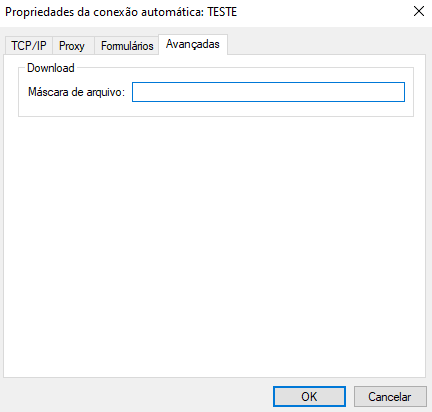 Propriedades da conexão automática: TESTE
TCP/IP Proxy Formulários Avançadas
Download
Máscara de arquivo:
OK Cancelar